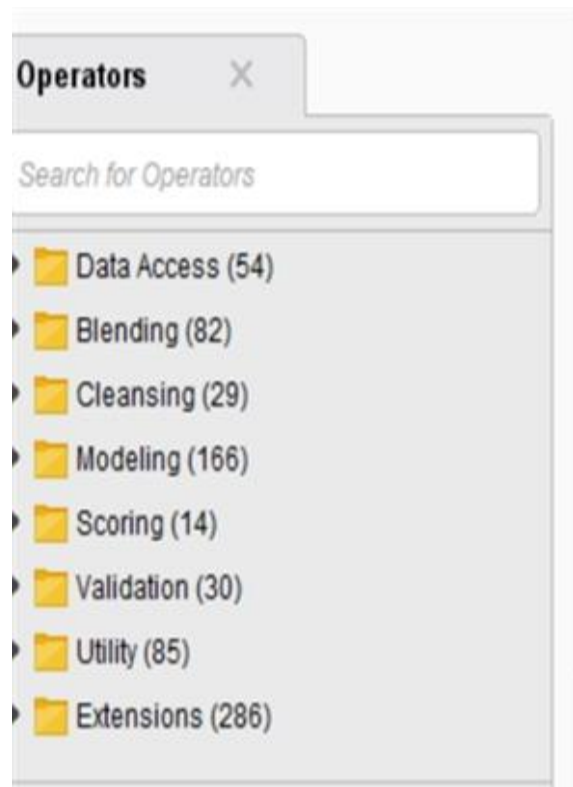 Operators
Search for Operators
Data Access (54)
Blending (82)
Cleansing (29)
Modeling (166)
Scoring (14)
Validation (30)
Utility (85)
Extensions (286)